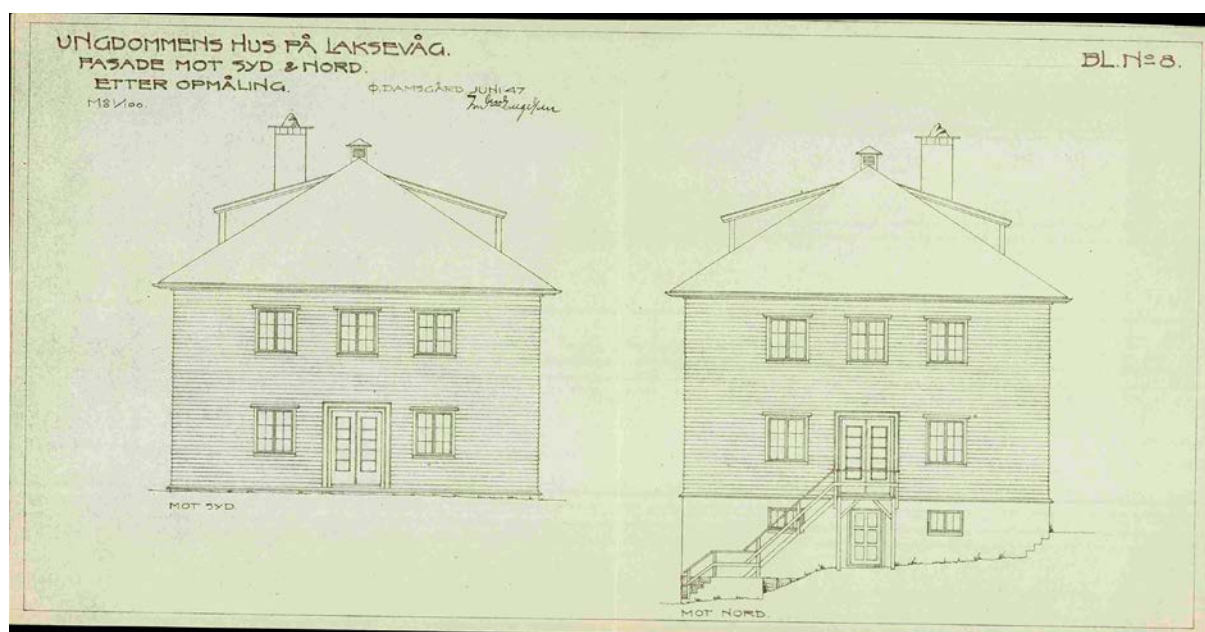 UNGDOMMENS HUS PÅ LAKSEVÅG.
FASADE MOT SYD & NORD.
ETTER OPMÅLING.
MS 1/100.
Ø. DAMSGÅRD JUNI 47
BL. No 8.
MOT SYD.
MOT NORD.